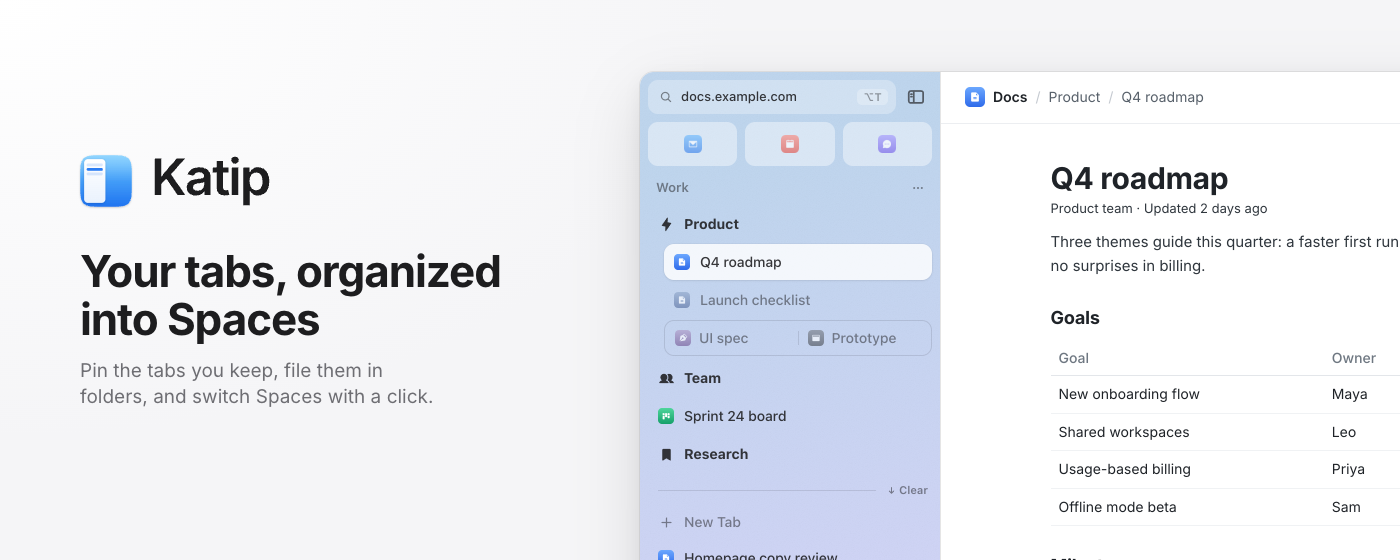 Katip
Your tabs, organized
into Spaces
Pin the tabs you keep, file them in
folders, and switch Spaces with a click.
docs.example.com ⌥T
Work ...
Product
Q4 roadmap
Launch checklist
UI spec Prototype
Team
Sprint 24 board
Research
↓ Clear
+ New Tab
Homepage copy review
Docs / Product / Q4 roadmap
Q4 roadmap
Product team · Updated 2 days ago
Three themes guide this quarter: a faster first run
no surprises in billing.
Goals
Goal Owner
New onboarding flow Maya
Shared workspaces Leo
Usage-based billing Priya
Offline mode beta Sam